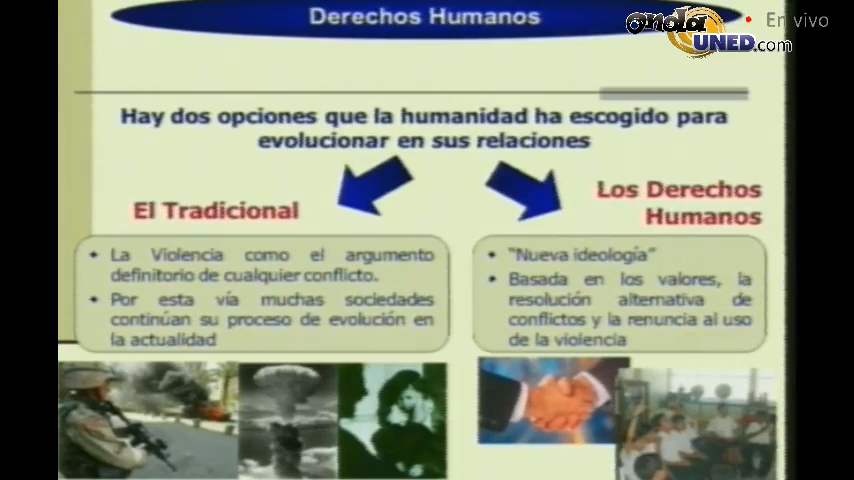 Derechos Humanos
onda UNED.com
En vivo
Hay dos opciones que la humanidad ha escogido para
evolucionar en sus relaciones
El Tradicional
La Violencia como el argumento
definitorio de cualquier conflicto.
Por esta vía muchas sociedades
continúan su proceso de evolución en
la actualidad
Los Derechos
Humanos
"Nueva ideología"
Basada en los valores, la
resolución alternativa de
conflictos y la renuncia al uso
de la violencia